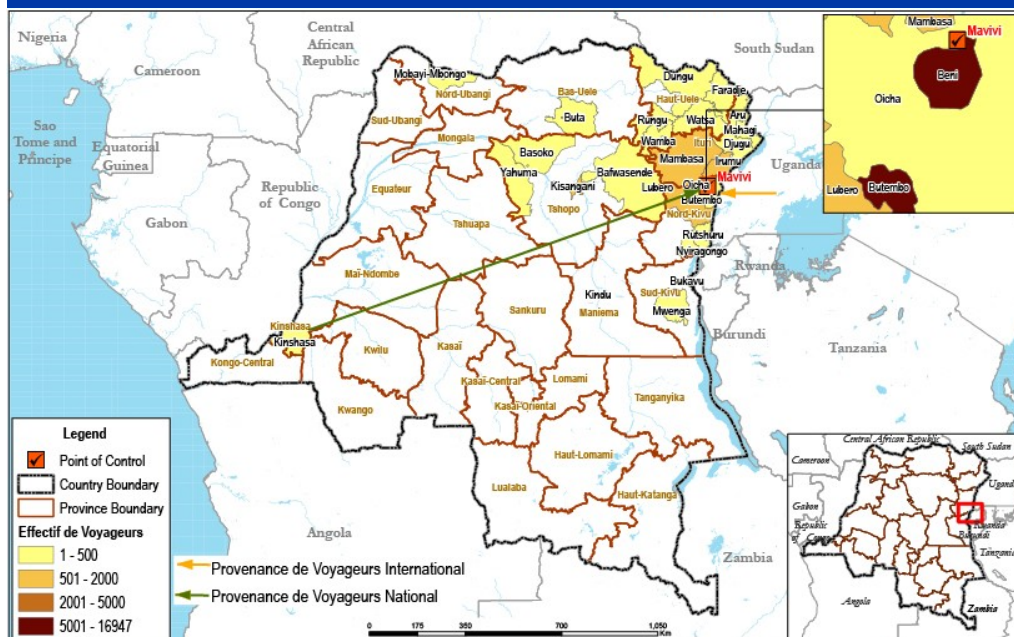 Nigeria
Cameroon
Central
African
Republic
South Sudan
Sao
Tome and
Príncipe
Equatorial
Guinea
Gabon
Republic
of Congo
Uganda
Rwanda
Burundi
Tanzania
Angola
Zambia
Mobayi-Mbongo
Nord-Ubangi
Sud-Ubangi
Bas-Uele
Buta
Mongala
Dungu
Haut-Uele
Faradje
Rungu
Watsa
Aru
Mahagi
Wamba
Ituri
Djugu
Mambasa
Irumu
Basoko
Yahuma
Bafwasende
Kisangani
Tshopo
Lubero
Oicha
Mavivi
Butembo
Nord-Kivu
Rutshuru
Nyiragongo
Equateur
Tshuapa
Maï-Ndombe
Bukavu
Sud-Kivu
Mwenga
Kindu
Maniema
Sankuru
Kinshasa
Kinshasa
Kongo-Central
Kwilu
Kasaï
Kwango
Kasaï-Central
Kasaï-Oriental
Lomami
Tanganyika
Haut-Lomami
Lualaba
Haut-Katanga
Mambasa
Mavivi
Beni
Oicha
Lubero
Butembo
Legend
Point of Control
Country Boundary
Province Boundary
Effectif de Voyageurs
1 - 500
501 - 2000
2001 - 5000
5001 - 16947
Provenance de Voyageurs International
Provenance de Voyageurs National
0 175 350 700 1,050
Km
Central African Republic
South Sudan
Cameroon
Gabon
Republic
Rwanda
Burundi
Tanzania
Angola
Zambia